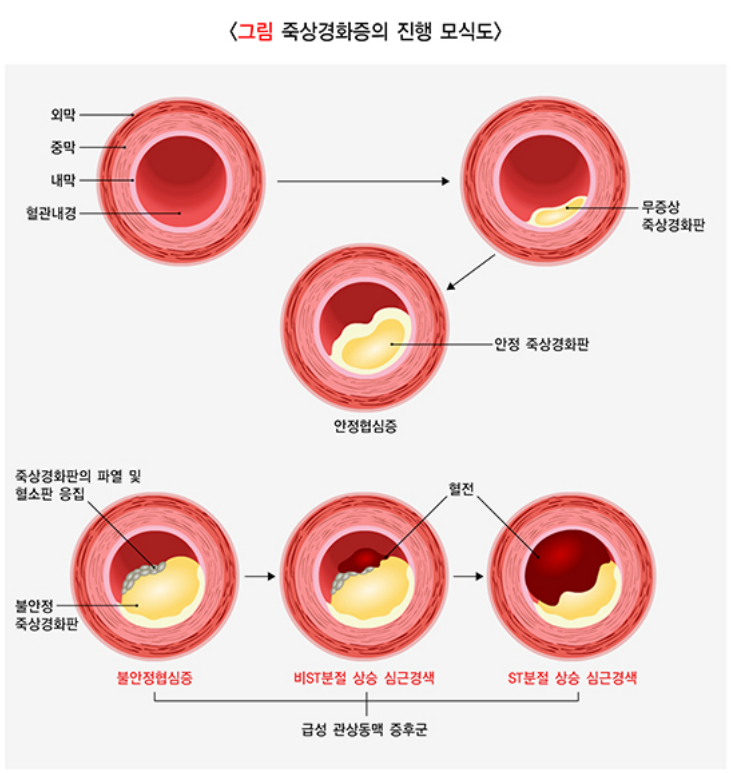 <그림 죽상경화증의 진행 모식도>
외막
중막
내막
혈관내경
무증상
죽상경화판
안정 죽상경화판
안정협심증
죽상경화판의 파열 및
혈소판 응집
혈전
불안정
죽상경화판
불안정협심증
비ST분절 상승 심근경색
ST분절 상승 심근경색
급성 관상동맥 증후군